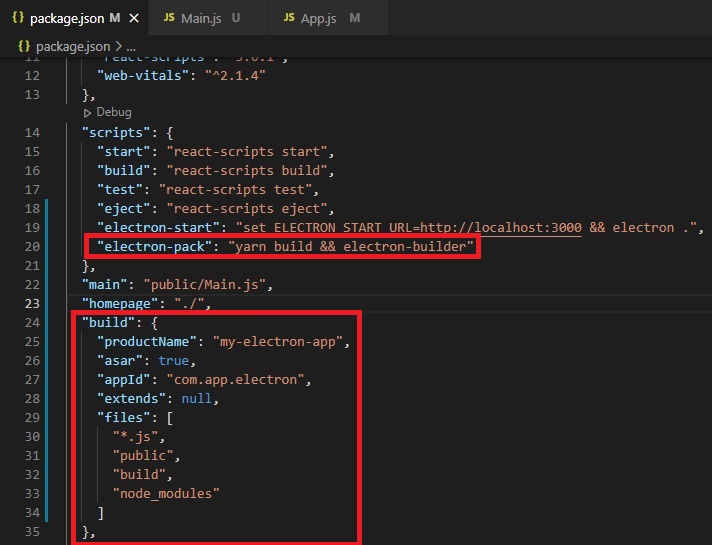 {} package.json M × JS Main.js U JS App.js M
{} package.json > ...
11 "react-scripts": "5.0.1",
12 "web-vitals": "^2.1.4"
13 },
Debug
14 "scripts": {
15 "start": "react-scripts start",
16 "build": "react-scripts build",
17 "test": "react-scripts test",
18 "eject": "react-scripts eject",
19 "electron-start": "set ELECTRON_START_URL=http://localhost:3000 && electron .",
20 "electron-pack": "yarn build && electron-builder"
21 },
22 "main": "public/Main.js",
23 "homepage": "./",
24 "build": {
25 "productName": "my-electron-app",
26 "asar": true,
27 "appId": "com.app.electron",
28 "extends": null,
29 "files": [
30 "*.js",
31 "public",
32 "build",
33 "node_modules"
34 ]
35 },